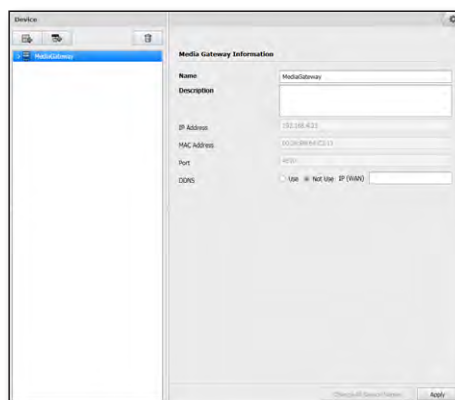 Device
MediaGateway
Media Gateway Information
Name MediaGateway
Description
IP Address
MAC Address
Port
DDNS Use Not Use IP (WAN)
Apply